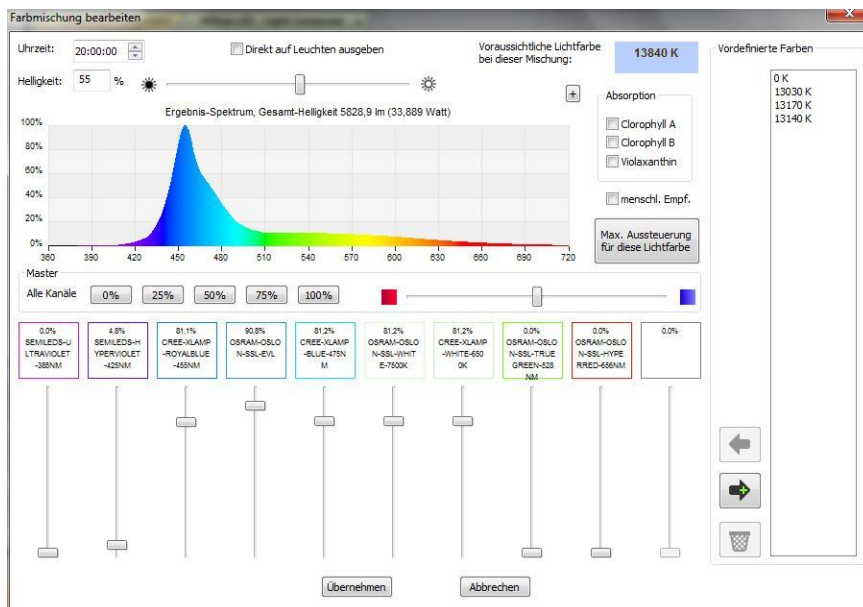 Farbmischung bearbeiten
Uhrzeit: 20:00:00
Direkt auf Leuchten ausgeben
Voraussichtliche Lichtfarbe
bei dieser Mischung:
13840 K
Vordefinierte Farben
Helligkeit: 55 %
0 K
13030 K
13170 K
13140 K
+
Absorption
Clorophyll A
Clorophyll B
Violaxanthin
menschl. Empf.
Max. Aussteuerung
für diese Lichtfarbe
Ergebnis-Spektrum, Gesamt-Helligkeit 5828,9 lm (33,889 Watt)
100%
80%
60%
40%
20%
0%
360 390 420 450 480 510 540 570 600 630 660 690 720
Master
Alle Kanäle 0% 25% 50% 75% 100%
0,0%
SEMILEDS-U
LTRAVIOLET
-385NM
4,8%
SEMILEDS-H
YPERVIOLET
-425NM
81,1%
CREE-XLAMP
-ROYALBLUE
-455NM
90,8%
OSRAM-OSLO
N-SSL-EVL
81,2%
CREE-XLAMP
-BLUE-475N
M
81,2%
OSRAM-OSLO
N-SSL-WHIT
E-7500K
81,2%
CREE-XLAMP
-WHITE-650
0K
0,0%
OSRAM-OSLO
N-SSL-TRUE
GREEN-528
NM
0,0%
OSRAM-OSLO
N-SSL-HYPE
RRED-656NM
0,0%
Übernehmen
Abbrechen